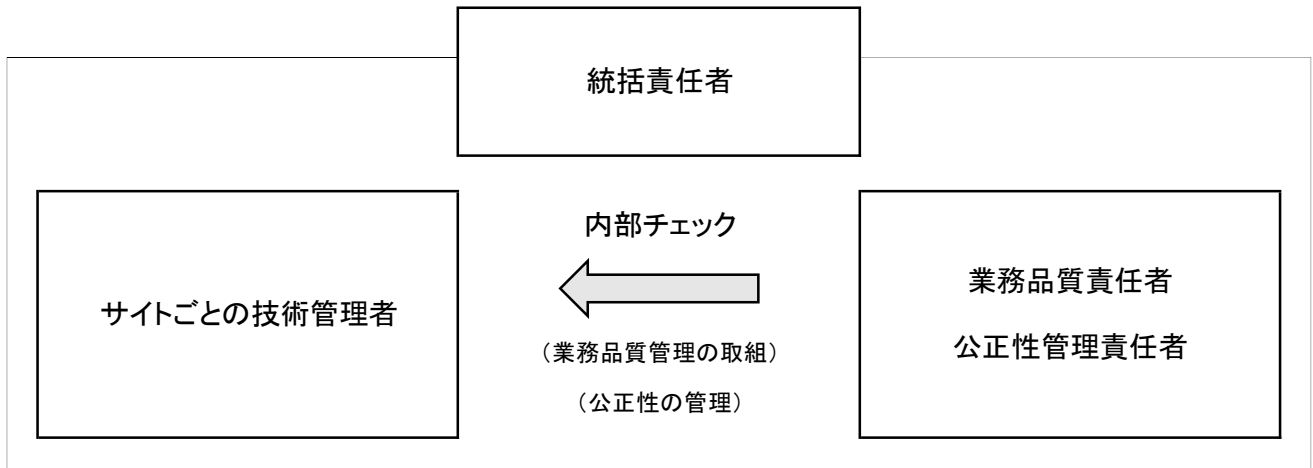 統括責任者
サイトごとの技術管理者
内部チェック
（業務品質管理の取組）
（公正性の管理）
業務品質責任者
公正性管理責任者